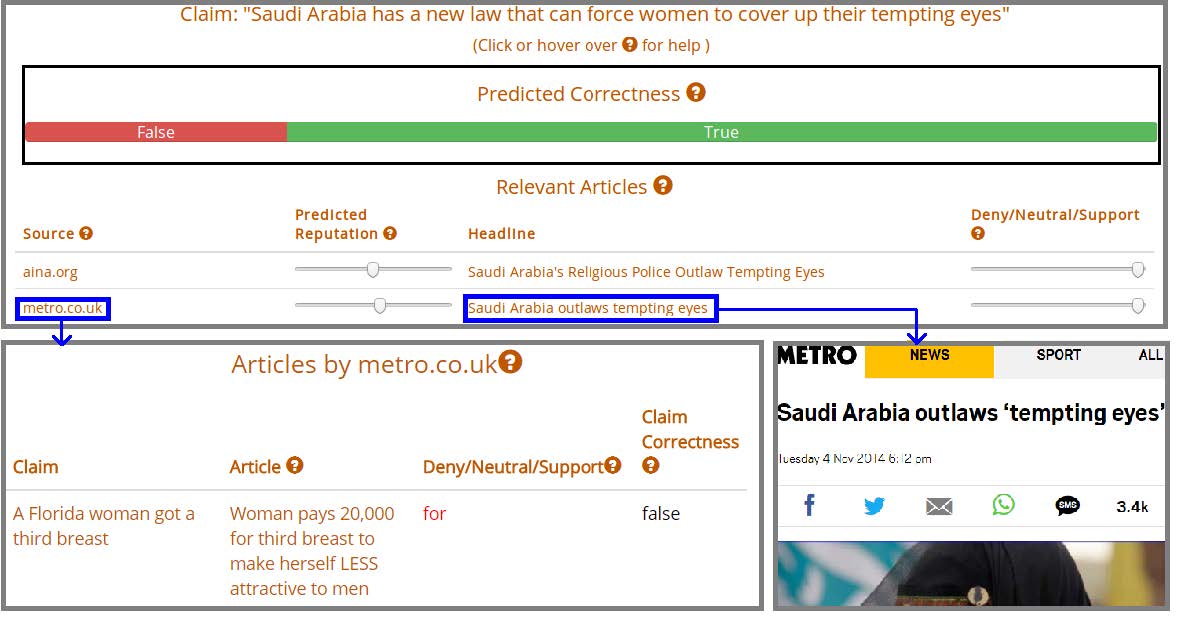 Claim: "Saudi Arabia has a new law that can force women to cover up their tempting eyes"
(Click or hover over ? for help )
Predicted Correctness ?
False True
Relevant Articles ?
Source ?
Predicted
Reputation ?
Headline
Deny/Neutral/Support
?
aina.org Saudi Arabia's Religious Police Outlaw Tempting Eyes
metro.co.uk Saudi Arabia outlaws tempting eyes
Articles by metro.co.uk?
Claim
Article ?
Deny/Neutral/Support?
Claim
Correctness
?
A Florida woman got a
third breast
Woman pays 20,000
for third breast to
make herself LESS
attractive to men
for
false
METRO NEWS SPORT ALL
Saudi Arabia outlaws ‘tempting eyes’
Tuesday 4 Nov 2014 6:12 pm
SMS
3.4k